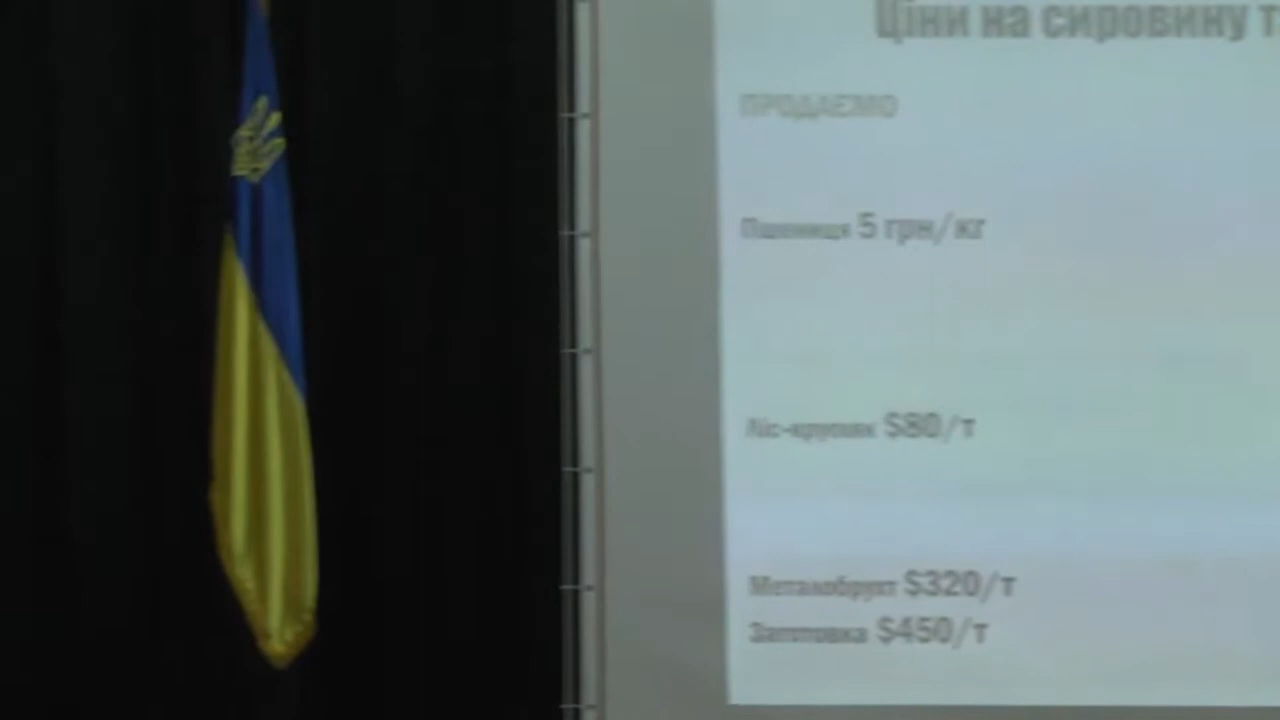 Ціни на сировину т
ПРОДАЄМО
Пшениця 5 грн/кг
Ліс-кругляк $80/т
Металобрухт $320/т
Заготовка $450/т